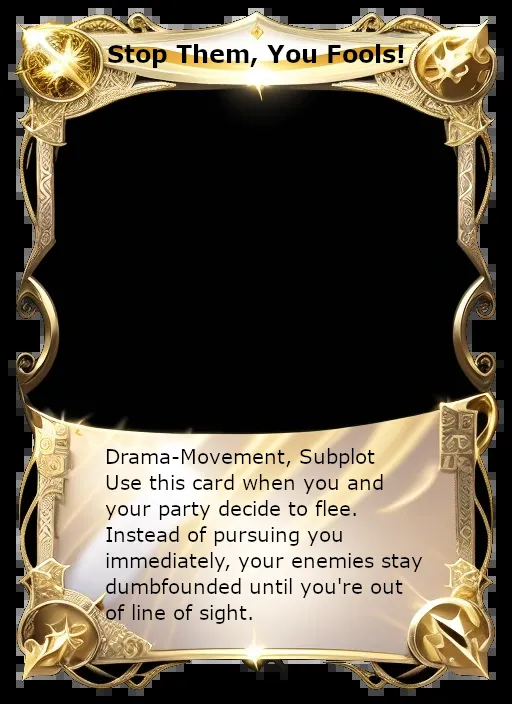 Stop Them, You Fools!
Drama-Movement, Subplot
Use this card when you and
your party decide to flee.
Instead of pursuing you
immediately, your enemies stay
dumbfounded until you're out
of line of sight.